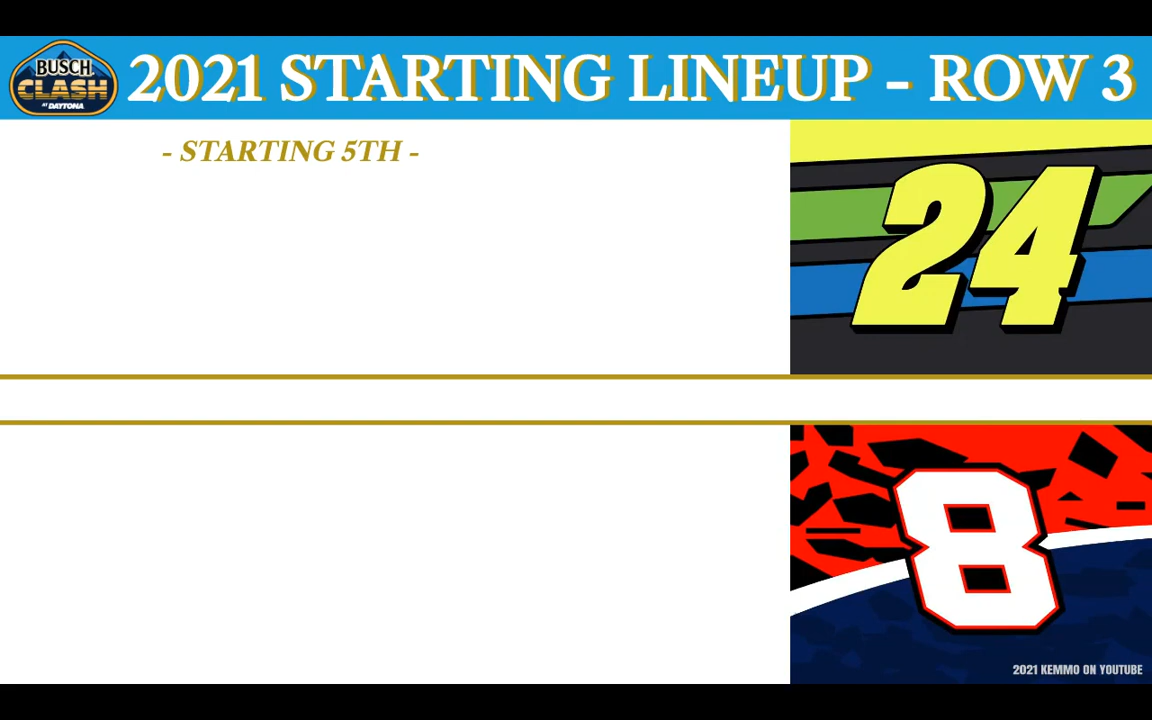 BUSCH
CLASH
AT DAYTONA
2021 STARTING LINEUP - ROW 3
- STARTING 5TH -
24
8
2021 KEMMO ON YOUTUBE